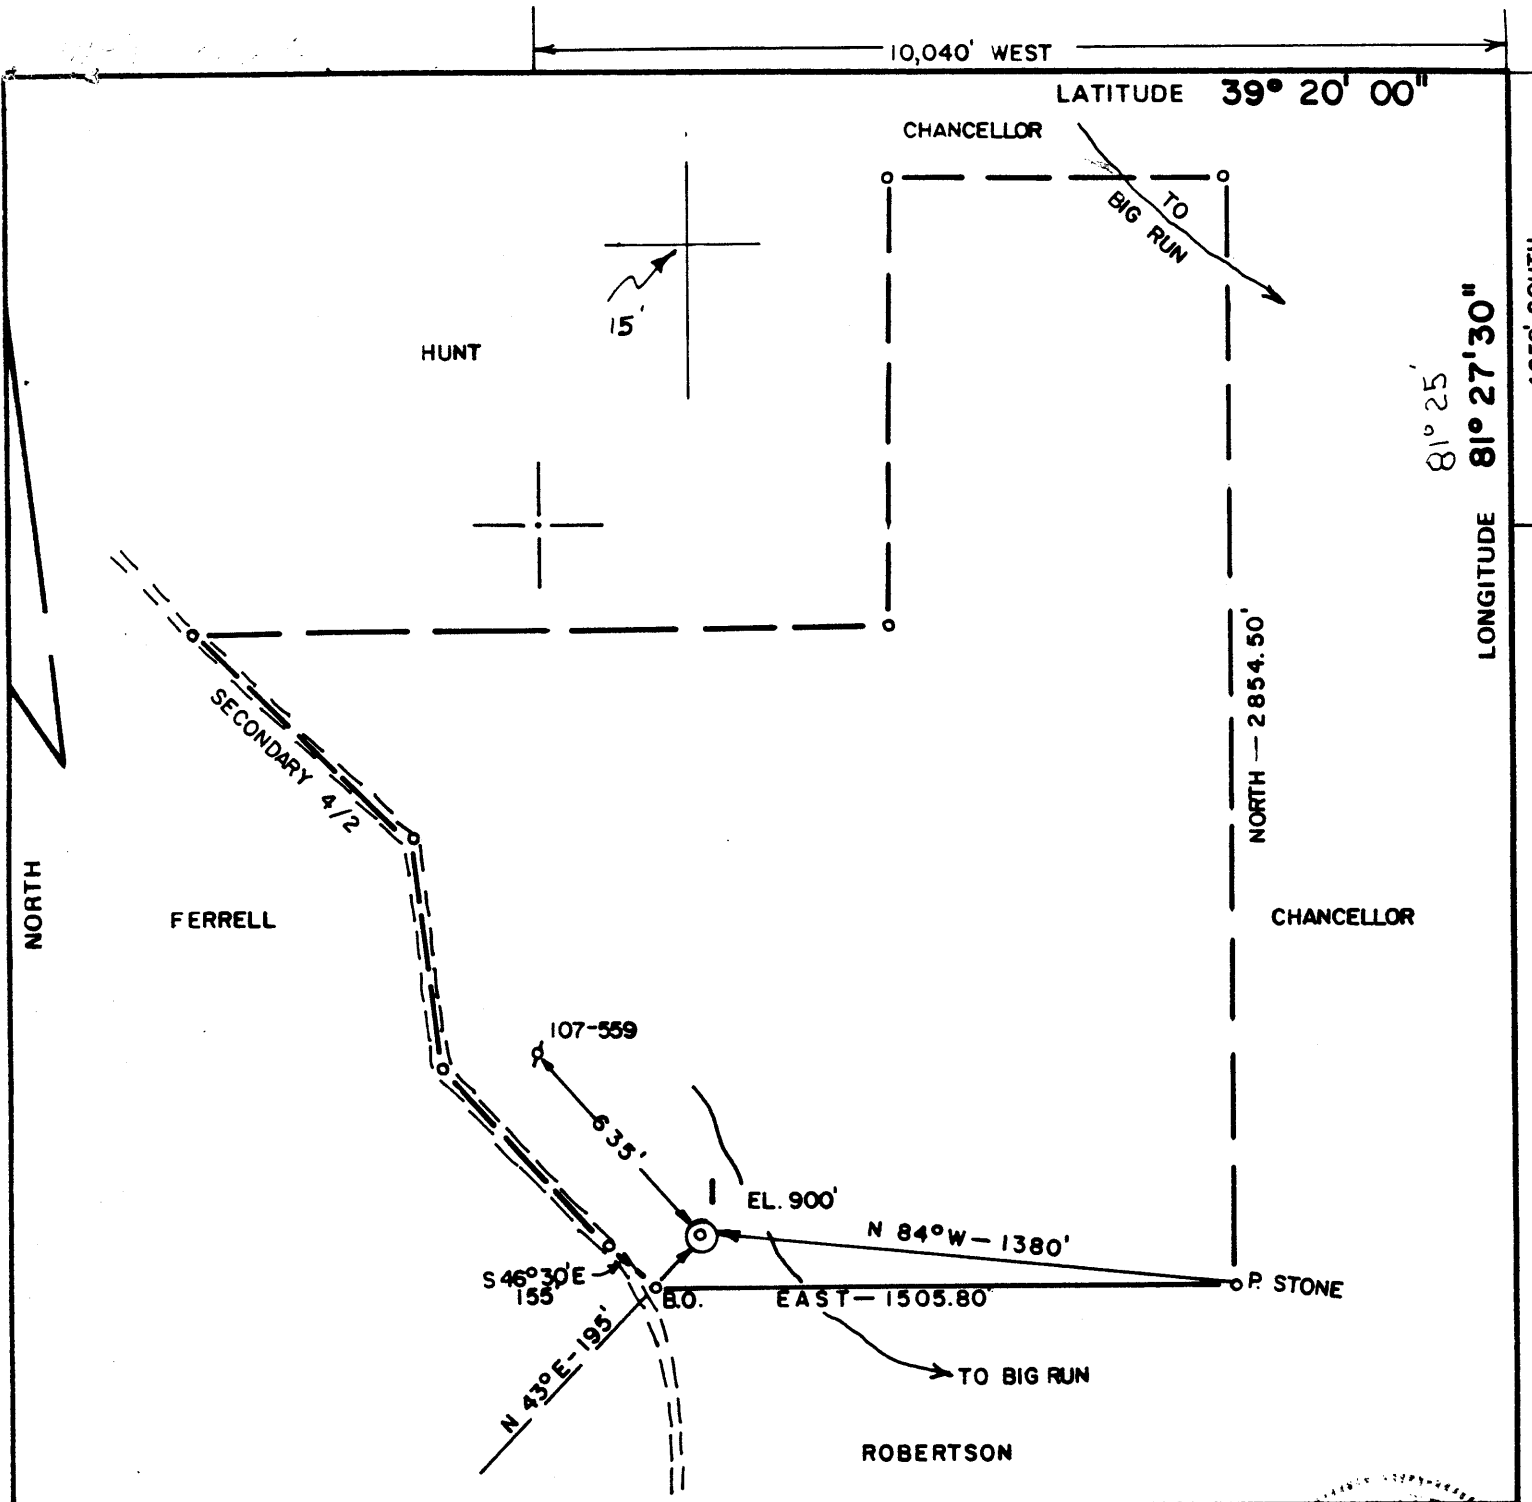 10,040' WEST
LATITUDE 39° 20' 00"
CHANCELLOR
TO
BIG RUN
15'
HUNT
81° 25'
LONGITUDE 81° 27' 30"
SECONDARY 4/2
NORTH — 2854.50'
NORTH
FERRELL
CHANCELLOR
107-559
635'
1
EL. 900'
N 84° W — 1380'
S 46° 30' E
155'
B.O.
EAST — 1505.80'
P. STONE
N 43° E - 195'
TO BIG RUN
ROBERTSON